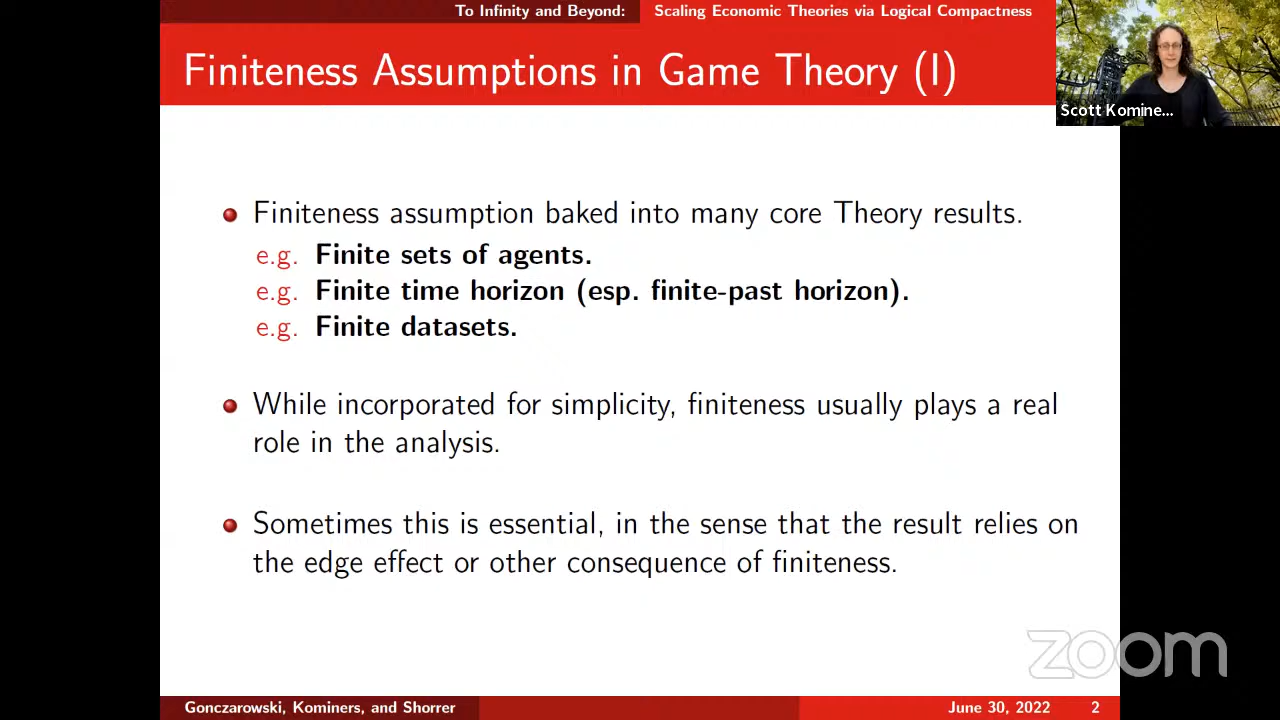 To Infinity and Beyond: Scaling Economic Theories via Logical Compactness
Finiteness Assumptions in Game Theory (I)
Scott Komine...
Finiteness assumption baked into many core Theory results.
e.g. Finite sets of agents.
e.g. Finite time horizon (esp. finite-past horizon).
e.g. Finite datasets.
While incorporated for simplicity, finiteness usually plays a real
role in the analysis.
Sometimes this is essential, in the sense that the result relies on
the edge effect or other consequence of finiteness.
zoom
Gonczarowski, Kominers, and Shorrer June 30, 2022 2